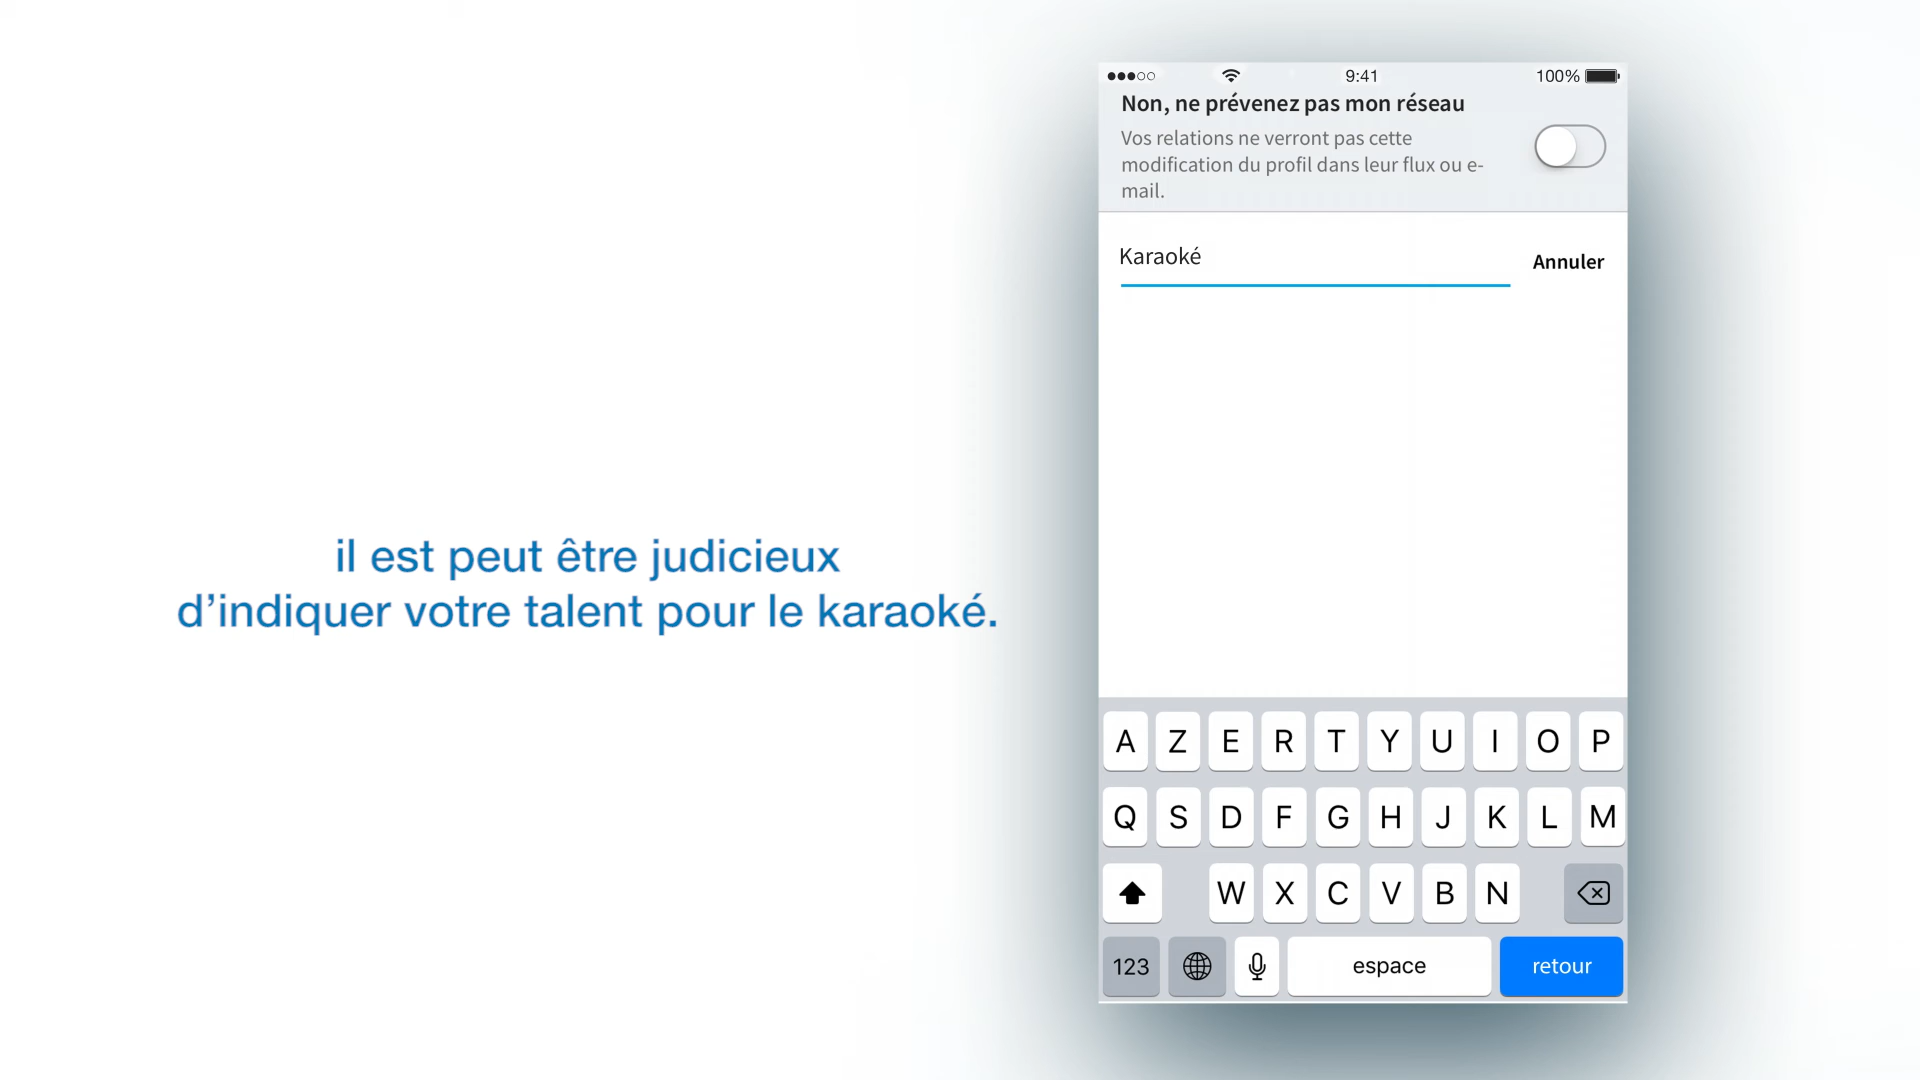 9:41
100%
Non, ne prévenez pas mon réseau
Vos relations ne verront pas cette
modification du profil dans leur flux ou e-
mail.
Karaoké
Annuler
il est peut être judicieux
d’indiquer votre talent pour le karaoké.
A Z E R T Y U I O P
Q S D F G H J K L M
W X C V B N
123 espace retour